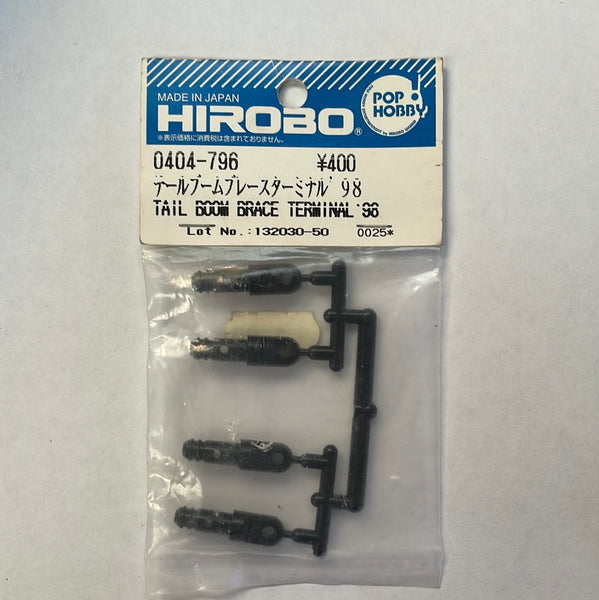 MADE IN JAPAN
HIROBO®
※表示価格に消費税は含まれておりません。
POP
HOBBY
0404-796 ¥400
テールブームブレースターミナル'98
TAIL BOOM BRACE TERMINAL'98
Lot No.:132030-50 0025*